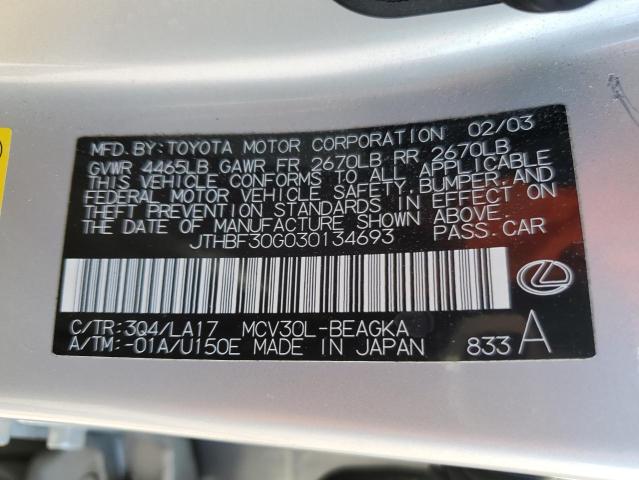 MFD. BY: TOYOTA MOTOR CORPORATION 02/03
GVWR 4465LB GAWR FR 2670LB RR 2670LB
THIS VEHICLE CONFORMS TO ALL APPLICABLE
FEDERAL MOTOR VEHICLE SAFETY, BUMPER, AND
THEFT PREVENTION STANDARDS IN EFFECT ON
THE DATE OF MANUFACTURE SHOWN ABOVE.
JTHBF30G030134693 PASS. CAR
C/TR: 3Q4/LA17 MCV30L-BEAGKA
A/TM: -01A/U150E MADE IN JAPAN 833 A